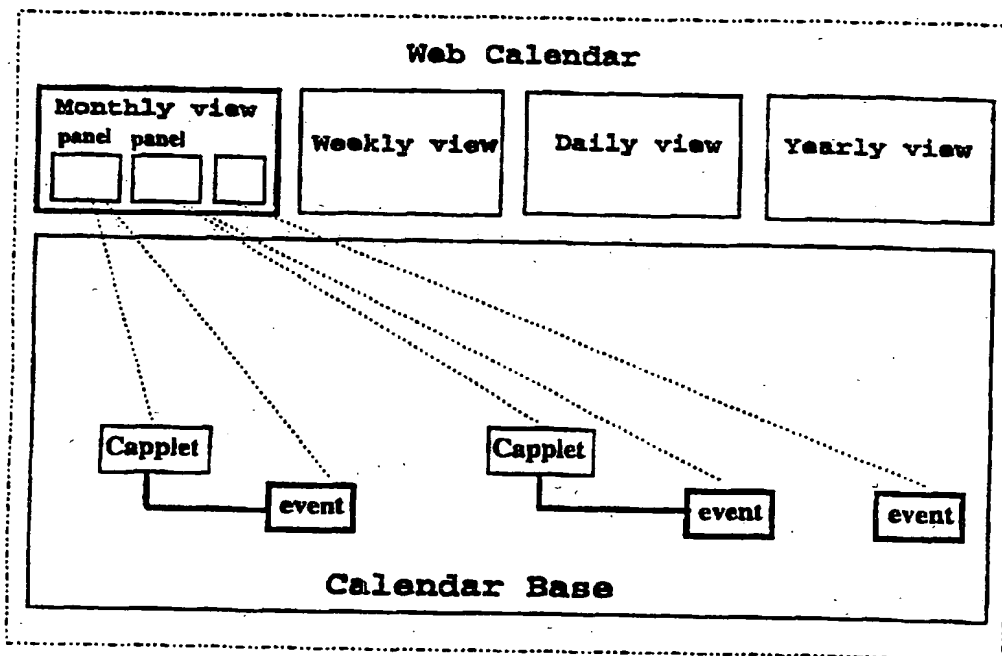 Web Calendar
Monthly view
panel panel
Weekly view
Daily view
Yearly view
Capplet
Capplet
event
event
event
Calendar Base